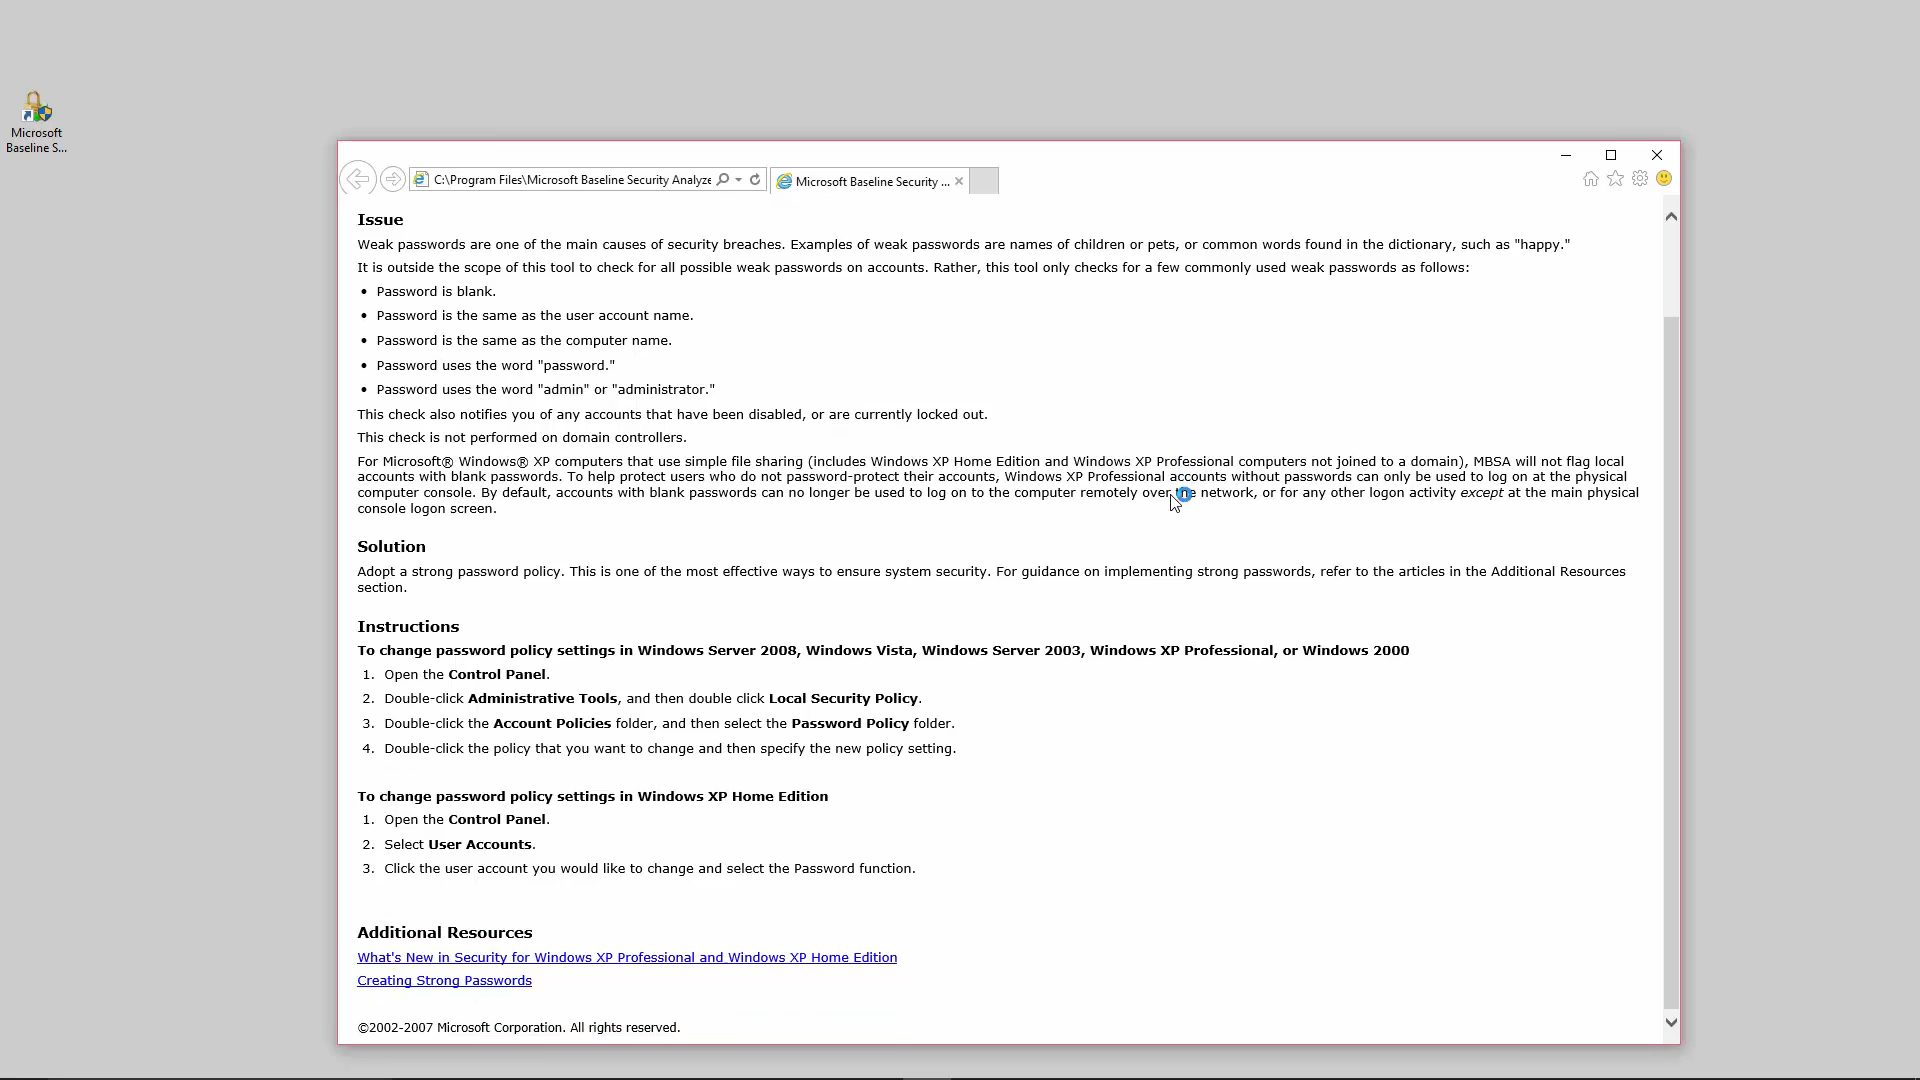 Microsoft
Baseline S...
C:\Program Files\Microsoft Baseline Security Analyze
Microsoft Baseline Security ...
Issue
Weak passwords are one of the main causes of security breaches. Examples of weak passwords are names of children or pets, or common words found in the dictionary, such as "happy."
It is outside the scope of this tool to check for all possible weak passwords on accounts. Rather, this tool only checks for a few commonly used weak passwords as follows:
• Password is blank.
• Password is the same as the user account name.
• Password is the same as the computer name.
• Password uses the word "password."
• Password uses the word "admin" or "administrator."
This check also notifies you of any accounts that have been disabled, or are currently locked out.
This check is not performed on domain controllers.
For Microsoft® Windows® XP computers that use simple file sharing (includes Windows XP Home Edition and Windows XP Professional computers not joined to a domain), MBSA will not flag local
accounts with blank passwords. To help protect users who do not password-protect their accounts, Windows XP Professional accounts without passwords can only be used to log on at the physical
computer console. By default, accounts with blank passwords can no longer be used to log on to the computer remotely over the network, or for any other logon activity except at the main physical
console logon screen.
Solution
Adopt a strong password policy. This is one of the most effective ways to ensure system security. For guidance on implementing strong passwords, refer to the articles in the Additional Resources
section.
Instructions
To change password policy settings in Windows Server 2008, Windows Vista, Windows Server 2003, Windows XP Professional, or Windows 2000
1. Open the Control Panel.
2. Double-click Administrative Tools, and then double click Local Security Policy.
3. Double-click the Account Policies folder, and then select the Password Policy folder.
4. Double-click the policy that you want to change and then specify the new policy setting.
To change password policy settings in Windows XP Home Edition
1. Open the Control Panel.
2. Select User Accounts.
3. Click the user account you would like to change and select the Password function.
Additional Resources
What's New in Security for Windows XP Professional and Windows XP Home Edition
Creating Strong Passwords
©2002-2007 Microsoft Corporation. All rights reserved.